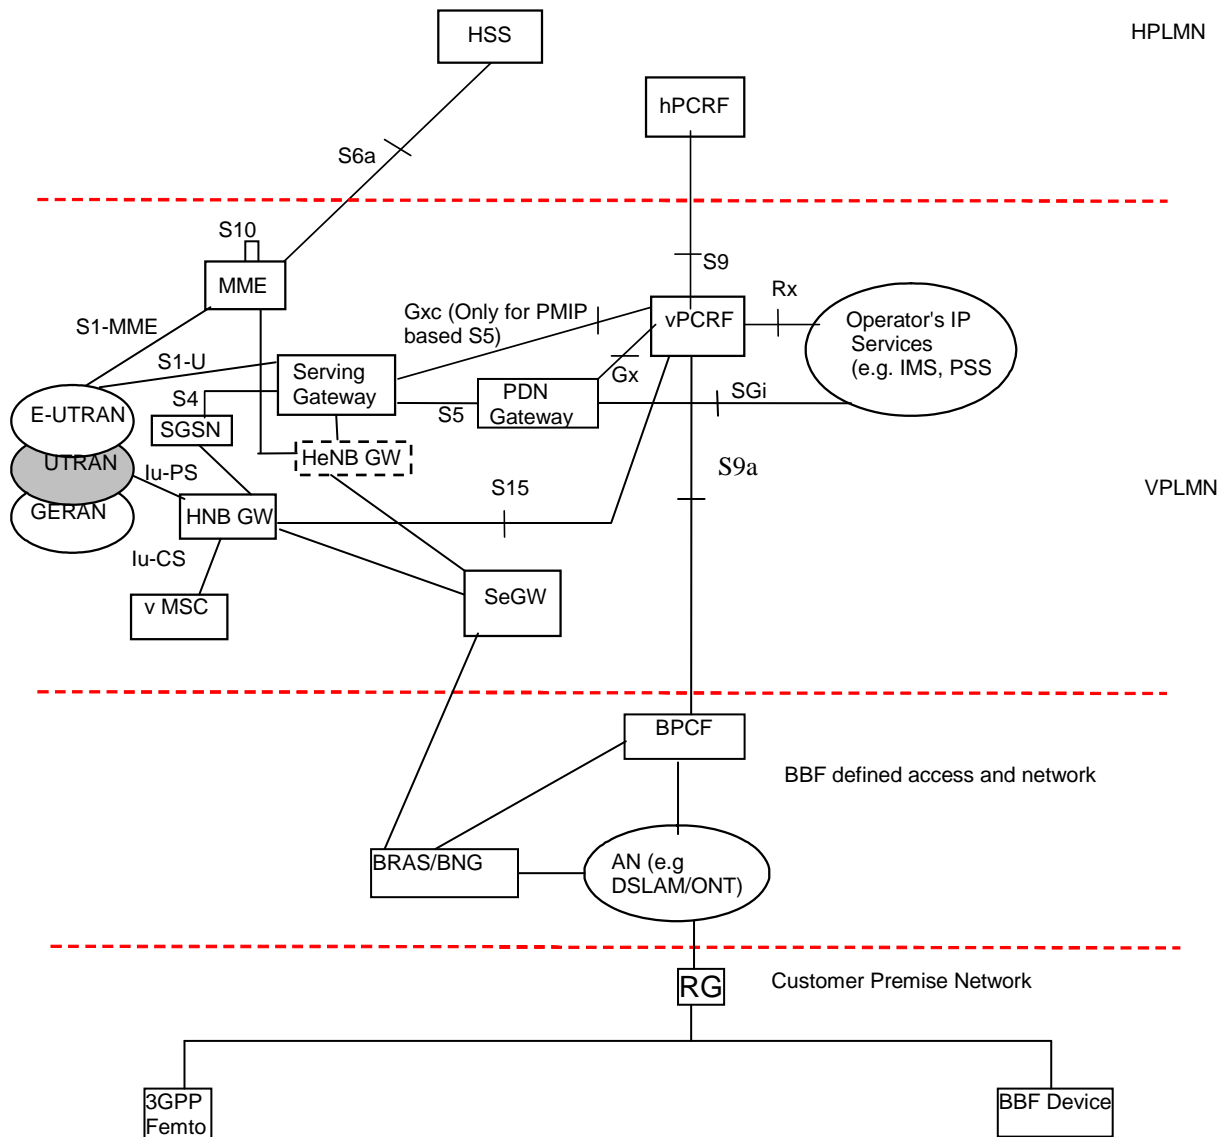 HSS
HPLMN
hPCRF
S6a
S10
MME
S9
Rx
Gxc (Only for PMIP
based S5)
vPCRF
Operator's IP
Services
(e.g. IMS, PSS
S1-MME
S1-U
Serving
Gateway
Gx
PDN
Gateway
SGi
S4
S5
E-UTRAN
SGSN
HeNB GW
UTRAN
Iu-PS
S9a
S15
VPLMN
GERAN
HNB GW
Iu-CS
v MSC
SeGW
BPCF
BBF defined access and network
BRAS/BNG
AN (e.g
DSLAM/ONT)
RG
Customer Premise Network
3GPP
Femto
BBF Device